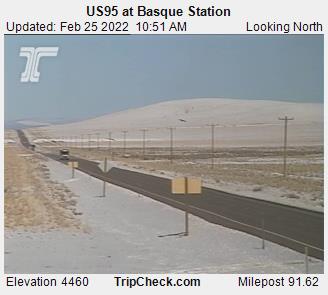 US95 at Basque Station
Updated: Feb 25 2022 10:51 AM Looking North
Elevation 4460 TripCheck.com Milepost 91.62